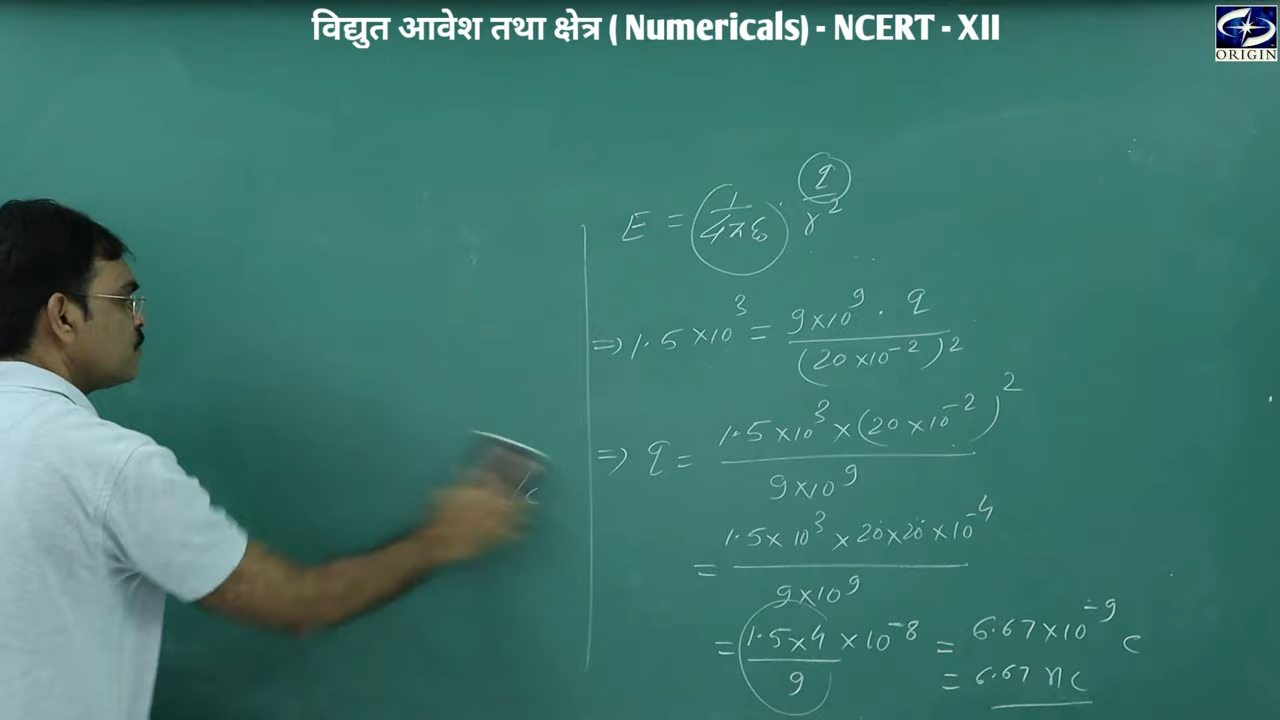 विद्युत आवेश तथा क्षेत्र ( Numericals) - NCERT - XII
ORIGIN
E = (1/4πε₀) · q/r²
⇒ 1.5 × 10³ = 9×10⁹ · q / (20 ×10⁻²)²
⇒ q = 1.5×10³ × (20 × 10⁻²)² / 9×10⁹
= 1.5 × 10³ × 20 × 20 × 10⁻⁴ / 9×10⁹
= 1.5×4 / 9 × 10⁻⁸ = 6.67×10⁻⁹ C
= 6.67 nC
/C